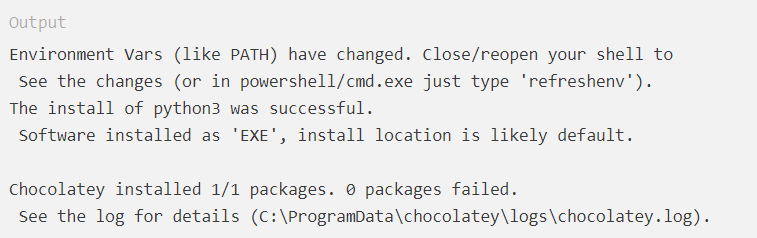 Output
Environment Vars (like PATH) have changed. Close/reopen your shell to
See the changes (or in powershell/cmd.exe just type 'refreshenv').
The install of python3 was successful.
Software installed as 'EXE', install location is likely default.
Chocolatey installed 1/1 packages. 0 packages failed.
See the log for details (C:\ProgramData\chocolatey\logs\chocolatey.log).